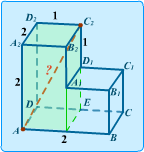 D₂ 1 C₂
A₂ B₂
2 1
? D₁ C₁
2 A₁ B₁
D E C
A 2 B